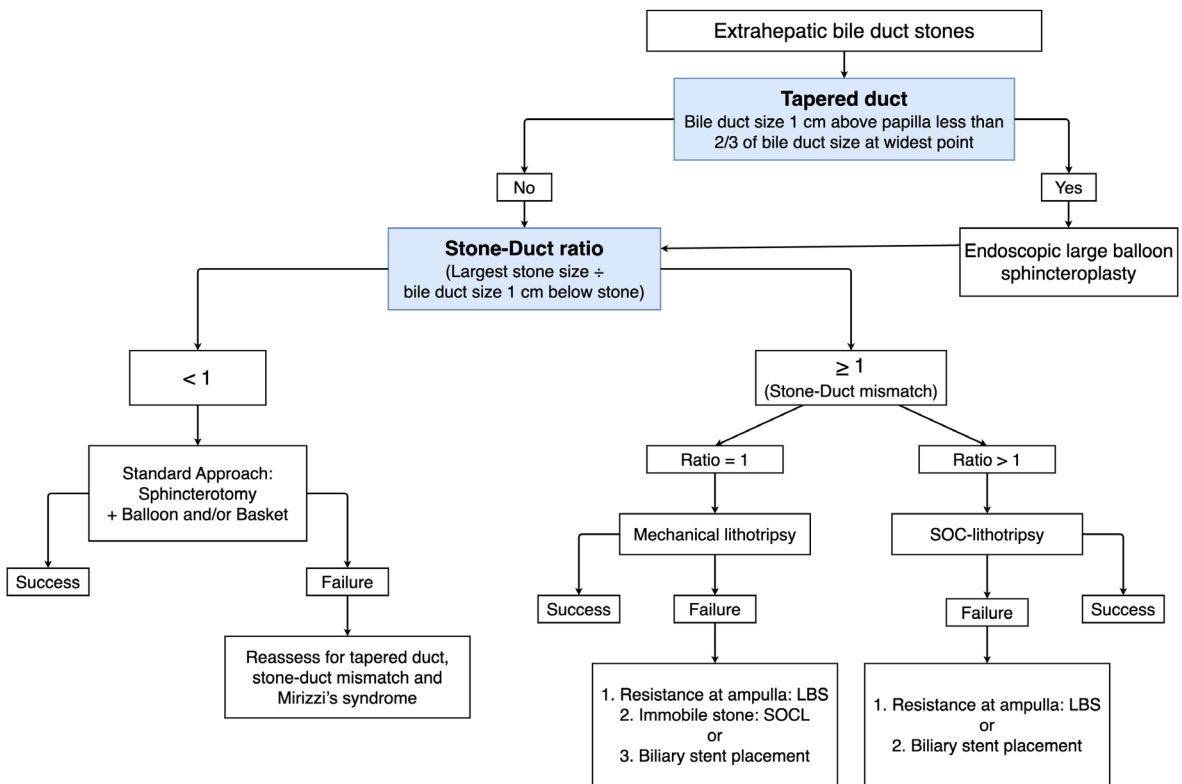 Extrahepatic bile duct stones
Tapered duct
Bile duct size 1 cm above papilla less than
2/3 of bile duct size at widest point
No
Yes
Stone-Duct ratio
(Largest stone size ÷
bile duct size 1 cm below stone)
Endoscopic large balloon
sphincteroplasty
< 1
≥ 1
(Stone-Duct mismatch)
Standard Approach:
Sphincterotomy
+ Balloon and/or Basket
Ratio = 1
Ratio > 1
Mechanical lithotripsy
SOC-lithotripsy
Success
Failure
Success
Failure
Failure
Success
Reassess for tapered duct,
stone-duct mismatch and
Mirizzi's syndrome
1. Resistance at ampulla: LBS
2. Immobile stone: SOCL
or
3. Biliary stent placement
1. Resistance at ampulla: LBS
or
2. Biliary stent placement